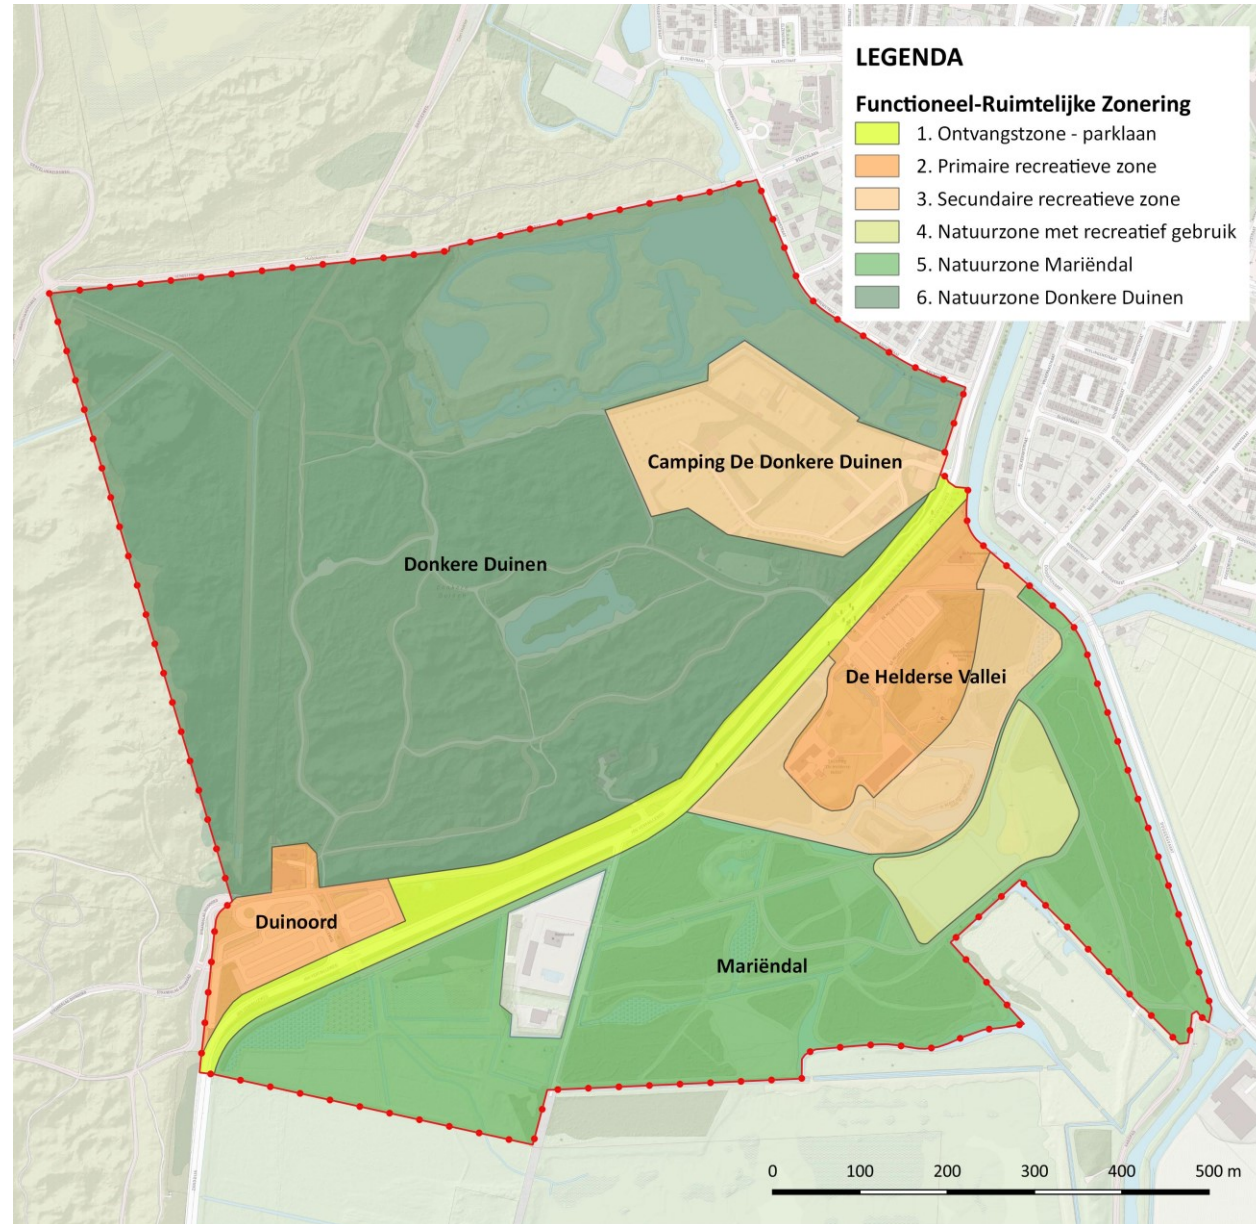 LEGENDA
Functioneel-Ruimtelijke Zonering
1. Ontvangstzone - parklaan
2. Primaire recreatieve zone
3. Secundaire recreatieve zone
4. Natuurzone met recreatief gebruik
5. Natuurzone Mariëndal
6. Natuurzone Donkere Duinen
Camping De Donkere Duinen
Donkere Duinen
De Helderse Vallei
Duinoord
Mariëndal
0 100 200 300 400 500 m